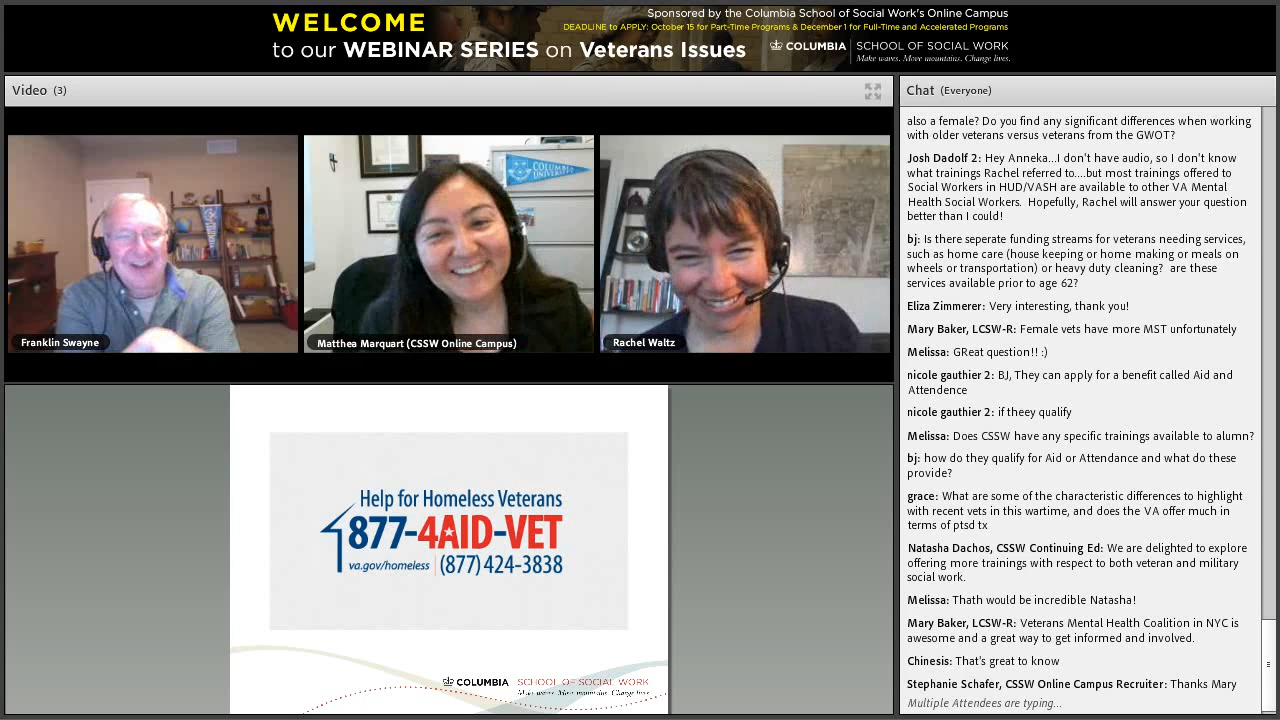 WELCOME
Sponsored by the Columbia School of Social Work's Online Campus
DEADLINE to APPLY: October 15 for Part-Time Programs & December 1 for Full-Time and Accelerated Programs
to our WEBINAR SERIES on Veterans Issues
COLUMBIA SCHOOL OF SOCIAL WORK
Make waves. Move mountains. Change lives.
Video (3)
COLUMBIA
UNIVERSITY
Franklin Swayne
Matthea Marquart (CSSW Online Campus)
Rachel Waltz
Help for Homeless Veterans
877-4AID-VET
va.gov/homeless (877) 424-3838
COLUMBIA SCHOOL OF SOCIAL WORK
Make waves. Move mountains. Change lives.
Chat (Everyone)
also a female? Do you find any significant differences when working
with older veterans versus veterans from the GWOT?
Josh Dadolf 2: Hey Anneka...I don't have audio, so I don't know
what trainings Rachel referred to....but most trainings offered to
Social Workers in HUD/VASH are available to other VA Mental
Health Social Workers. Hopefully, Rachel will answer your question
better than I could!
bj: Is there seperate funding streams for veterans needing services,
such as home care (house keeping or home making or meals on
wheels or transportation) or heavy duty cleaning? are these
services available prior to age 62?
Eliza Zimmerer: Very interesting, thank you!
Mary Baker, LCSW-R: Female vets have more MST unfortunately
Melissa: GReat question!! :)
nicole gauthier 2: BJ, They can apply for a benefit called Aid and
Attendence
nicole gauthier 2: if theey qualify
Melissa: Does CSSW have any specific trainings available to alumn?
bj: how do they qualify for Aid or Attendance and what do these
provide?
grace: What are some of the characteristic differences to highlight
with recent vets in this wartime, and does the VA offer much in
terms of ptsd tx
Natasha Dachos, CSSW Continuing Ed: We are delighted to explore
offering more trainings with respect to both veteran and military
social work.
Melissa: Thath would be incredible Natasha!
Mary Baker, LCSW-R: Veterans Mental Health Coalition in NYC is
awesome and a great way to get informed and involved.
Chinesis: That's great to know
Stephanie Schafer, CSSW Online Campus Recruiter: Thanks Mary
Multiple Attendees are typing...